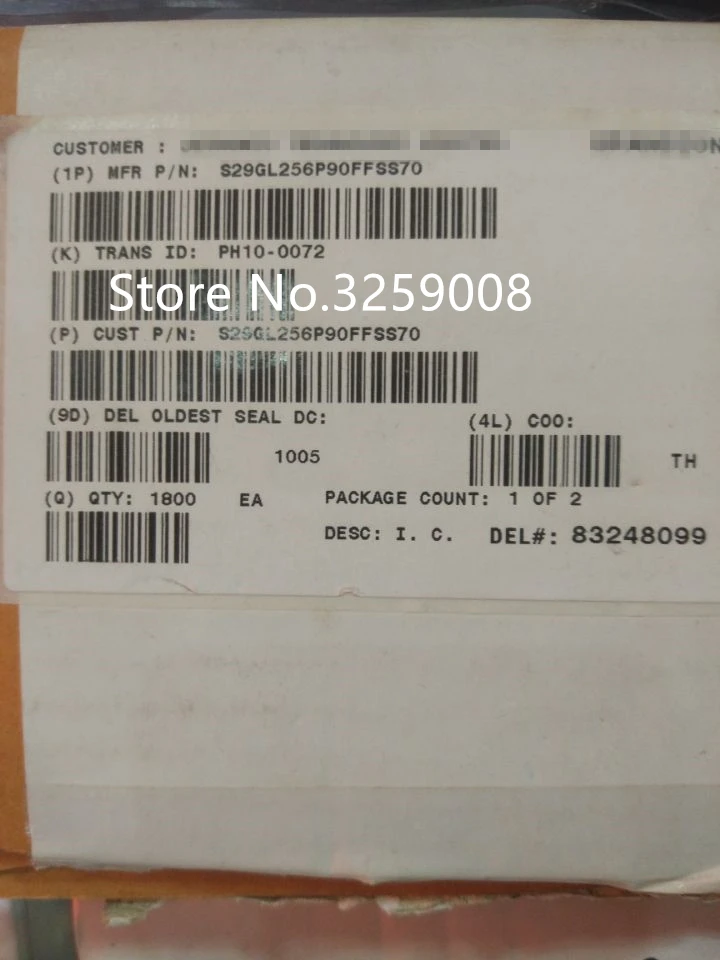 CUSTOMER :
(1P) MFR P/N: S29GL256P90FFSS70
(K) TRANS ID: PH10-0072
Store No.3259008
(P) CUST P/N: S29GL256P90FFSS70
(9D) DEL OLDEST SEAL DC:
(4L) COO:
1005
TH
(Q) QTY: 1800 EA PACKAGE COUNT: 1 OF 2
DESC: I. C. DEL#: 83248099